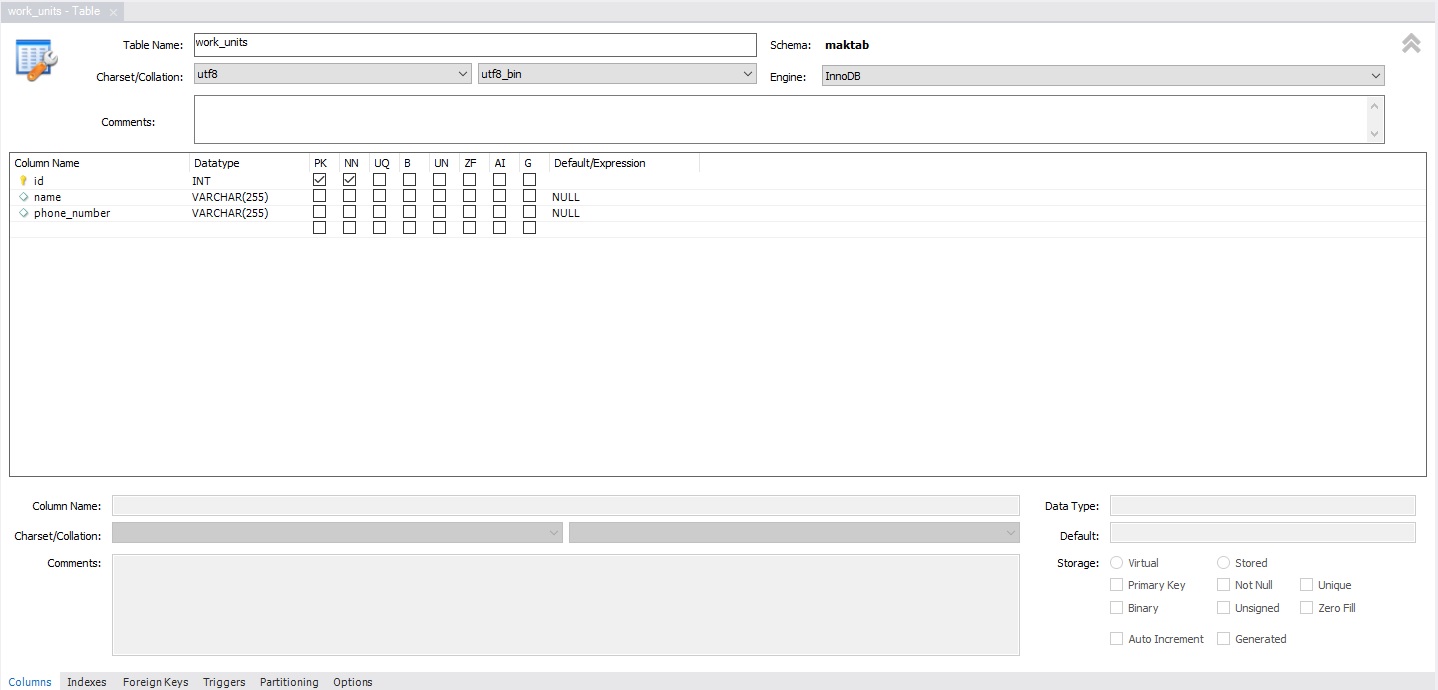 work_units - Table ×
Table Name: work_units Schema: maktab
Charset/Collation: utf8 utf8_bin Engine: InnoDB
Comments:
Column Name Datatype PK NN UQ B UN ZF AI G Default/Expression
id INT
name VARCHAR(255) NULL
phone_number VARCHAR(255) NULL
Column Name: Data Type:
Charset/Collation: Default:
Comments: Storage: Virtual Stored
Primary Key Not Null Unique
Binary Unsigned Zero Fill
Auto Increment Generated
Columns Indexes Foreign Keys Triggers Partitioning Options